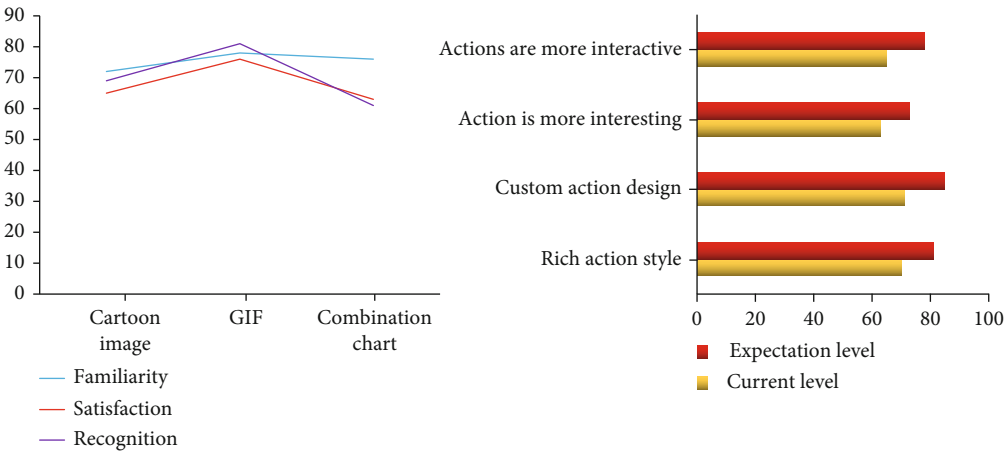 90
80
70
60
50
40
30
20
10
0
Cartoon
image
GIF
Combination
chart
Familiarity
Satisfaction
Recognition
Actions are more interactive
Action is more interesting
Custom action design
Rich action style
0 20 40 60 80 100
Expectation level
Current level